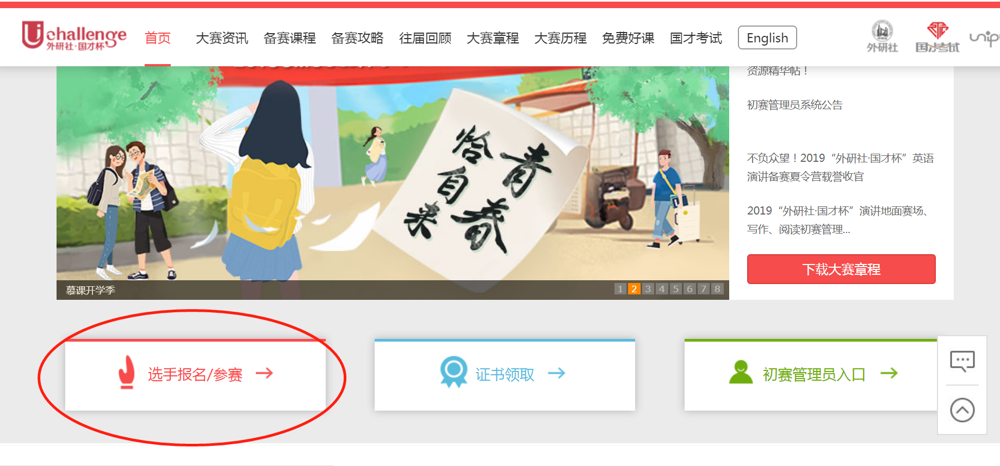 Uchallenge
外研社·国才杯
首页
大赛资讯
备赛课程
备赛攻略
往届回顾
大赛章程
大赛历程
免费好课
国才考试
English
外研社
国才考试
资源精华帖！
初赛管理员系统公告
不负众望！2019“外研社·国才杯”英语
演讲备赛夏令营载誉收官
2019“外研社·国才杯”演讲地面赛场、
写作、阅读初赛管理...
下载大赛章程
青春
答自来
慕课开学季
1 2 3 4 5 6 7 8
选手报名/参赛
证书领取
初赛管理员入口